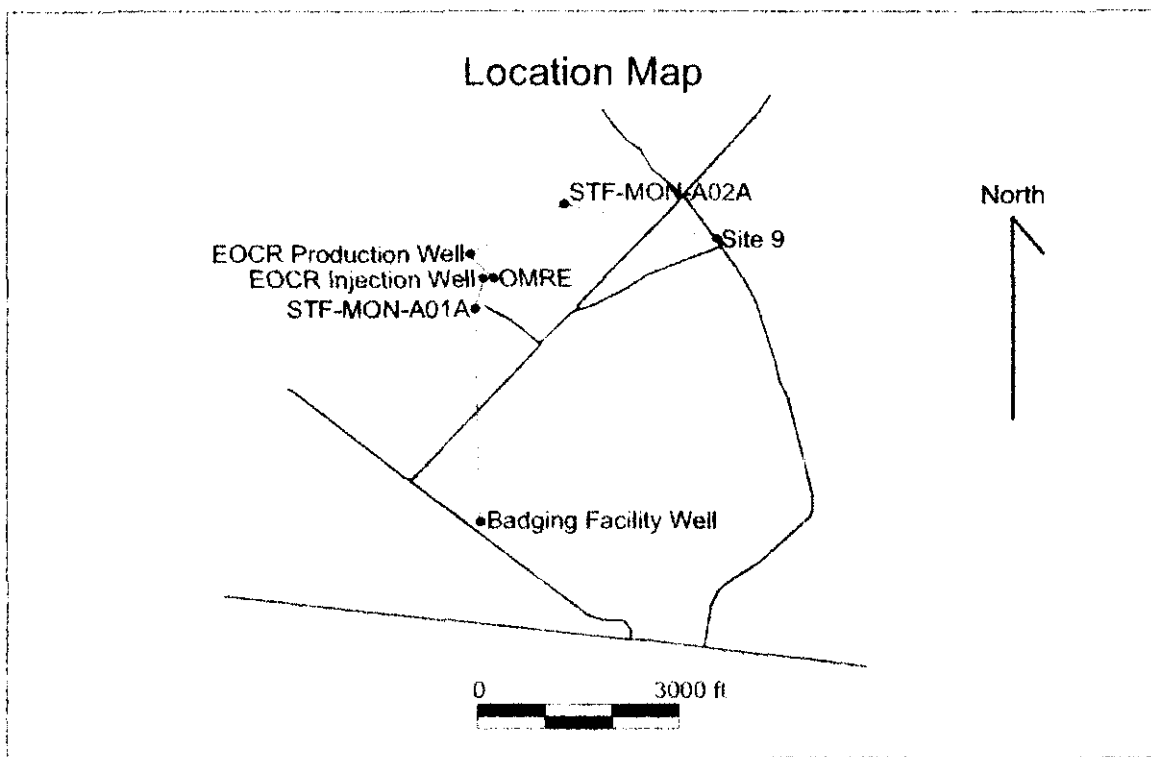 Location Map
STF-MON-A02A
North
Site 9
EOCR Production Well
EOCR Injection Well
OMRE
STF-MON-A01A
Badging Facility Well
0
3000 ft